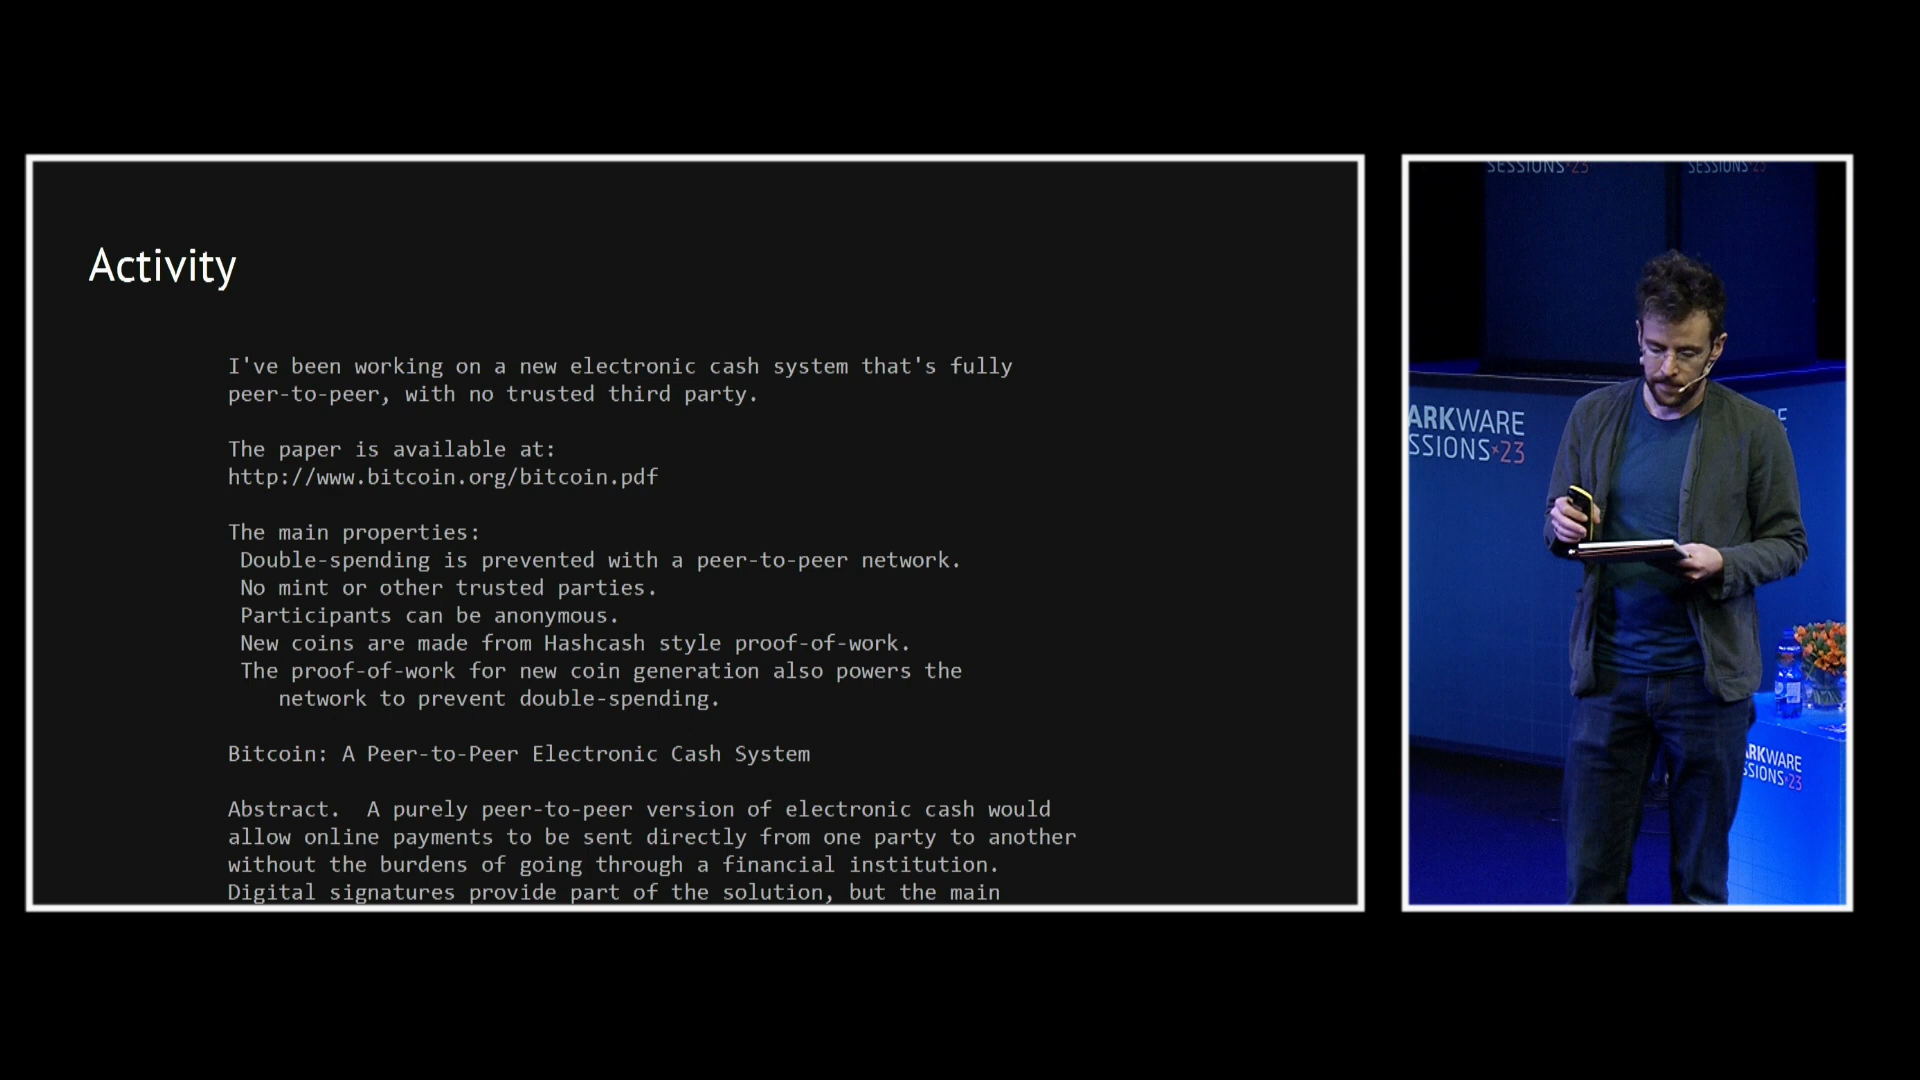 Activity
I've been working on a new electronic cash system that's fully
peer-to-peer, with no trusted third party.
The paper is available at:
http://www.bitcoin.org/bitcoin.pdf
The main properties:
Double-spending is prevented with a peer-to-peer network.
No mint or other trusted parties.
Participants can be anonymous.
New coins are made from Hashcash style proof-of-work.
The proof-of-work for new coin generation also powers the
network to prevent double-spending.
Bitcoin: A Peer-to-Peer Electronic Cash System
Abstract.  A purely peer-to-peer version of electronic cash would
allow online payments to be sent directly from one party to another
without the burdens of going through a financial institution.
Digital signatures provide part of the solution, but the main
SESSIONS×23
SESSIONS×23
ARKWARE
SSIONS×23
RE
ARKWARE
SSIONS×23